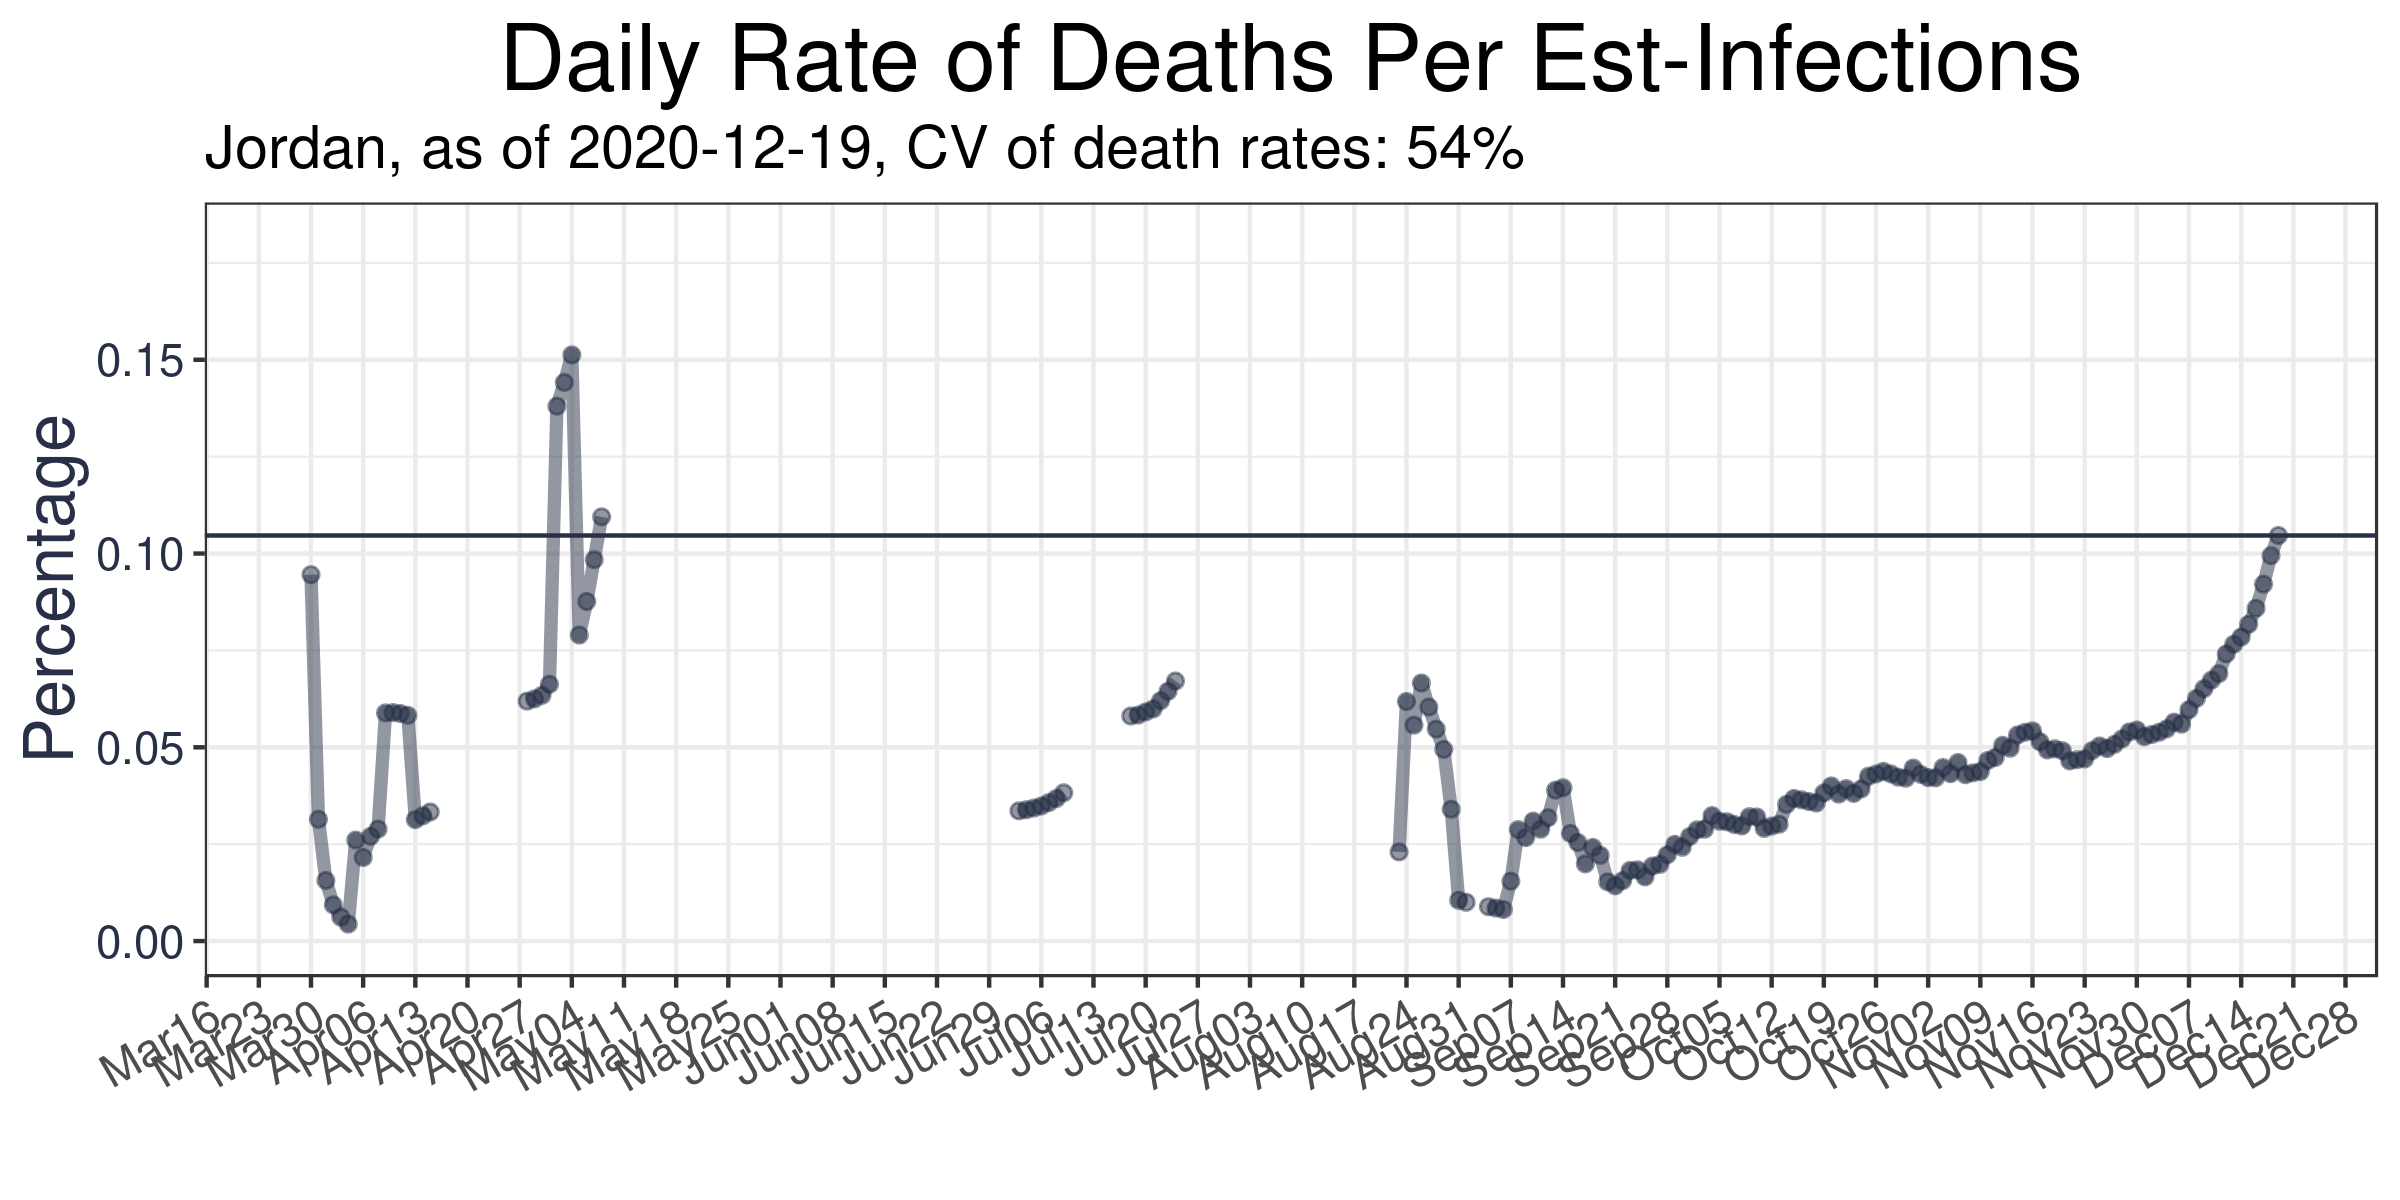 Daily Rate of Deaths Per Est-Infections
Jordan, as of 2020-12-19, CV of death rates: 54%
Percentage
0.15
0.10
0.05
0.00
Mar16
Mar23
Mar30
Apr06
Apr13
Apr20
Apr27
May04
May11
May18
May25
Jun01
Jun08
Jun15
Jun22
Jun29
Jul06
Jul13
Jul20
Jul27
Aug03
Aug10
Aug17
Aug24
Aug31
Sep07
Sep14
Sep21
Sep28
Oct05
Oct12
Oct19
Oct26
Nov02
Nov09
Nov16
Nov23
Nov30
Dec07
Dec14
Dec21
Dec28